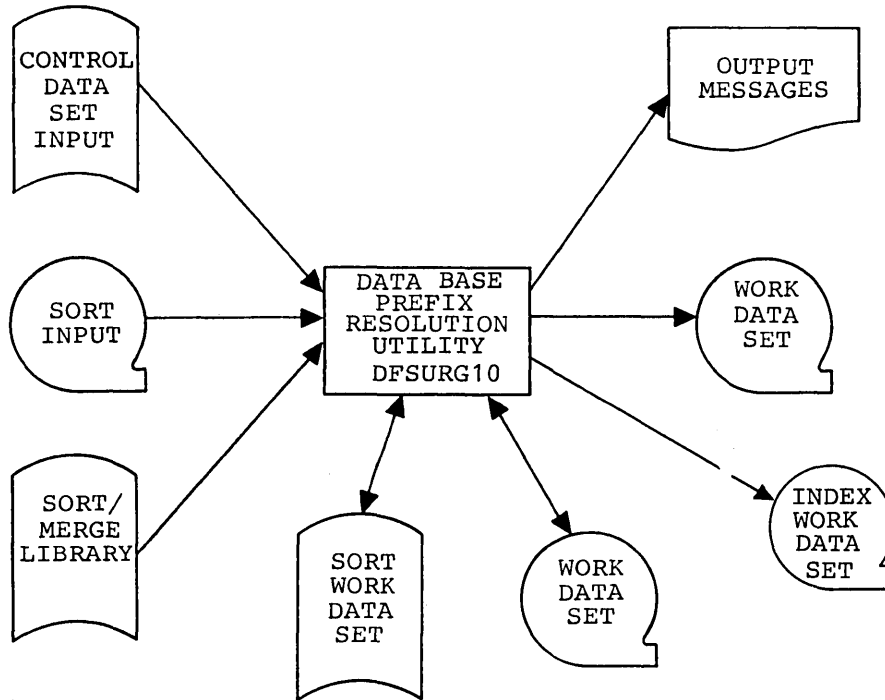 CONTROL
DATA
SET
INPUT
OUTPUT
MESSAGES
SORT
INPUT
DATA BASE
PREFIX
RESOLUTION
UTILITY
DFSURG10
WORK
DATA
SET
SORT/
MERGE
LIBRARY
SORT
WORK
DATA
SET
WORK
DATA
SET
INDEX
WORK
DATA
SET